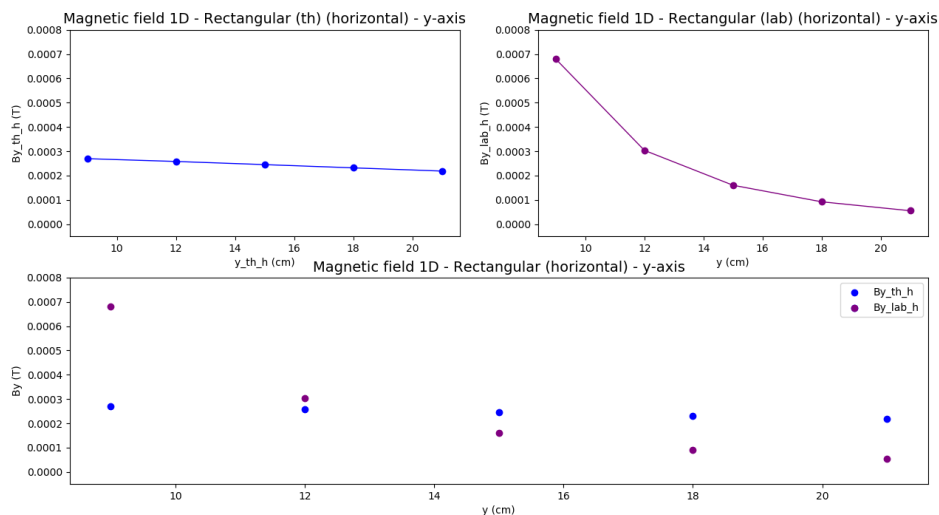 Magnetic field 1D - Rectangular (th) (horizontal) - y-axis
0.0008
0.0007
0.0006
0.0005
0.0004
0.0003
0.0002
0.0001
0.0000
By_th_h (T)
10 12 14 16 18 20
y_th_h (cm)
Magnetic field 1D - Rectangular (lab) (horizontal) - y-axis
0.0008
0.0007
0.0006
0.0005
0.0004
0.0003
0.0002
0.0001
0.0000
By_lab_h (T)
10 12 14 16 18 20
y (cm)
Magnetic field 1D - Rectangular (horizontal) - y-axis
0.0008
0.0007
0.0006
0.0005
0.0004
0.0003
0.0002
0.0001
0.0000
By (T)
By_th_h
By_lab_h
10 12 14 16 18 20
y (cm)